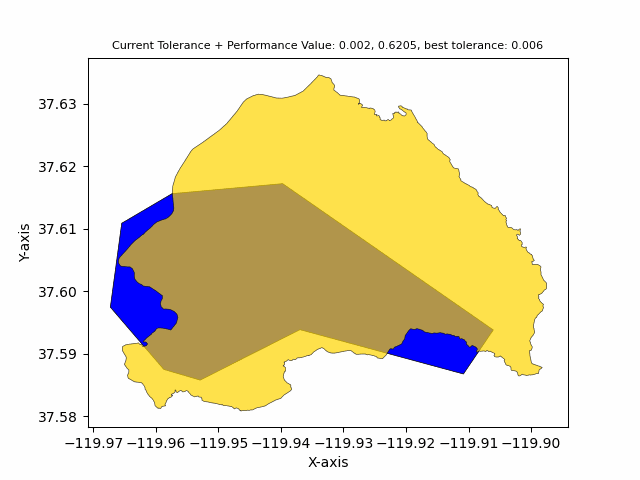 Current Tolerance + Performance Value: 0.002, 0.6205, best tolerance: 0.006
37.63
37.62
37.61
37.60
37.59
37.58
Y-axis
−119.97 −119.96 −119.95 −119.94 −119.93 −119.92 −119.91 −119.90
X-axis